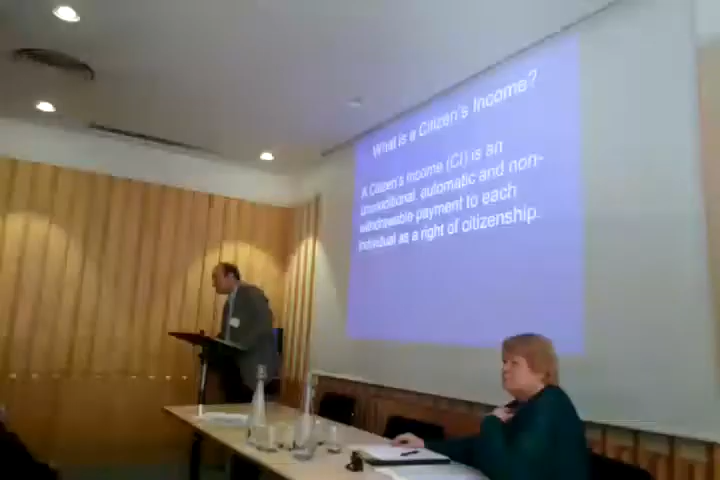 What is a Citizen's Income?
A Citizen's Income (CI) is an
unconditional, automatic and non-
withdrawable payment to each
individual as a right of citizenship.